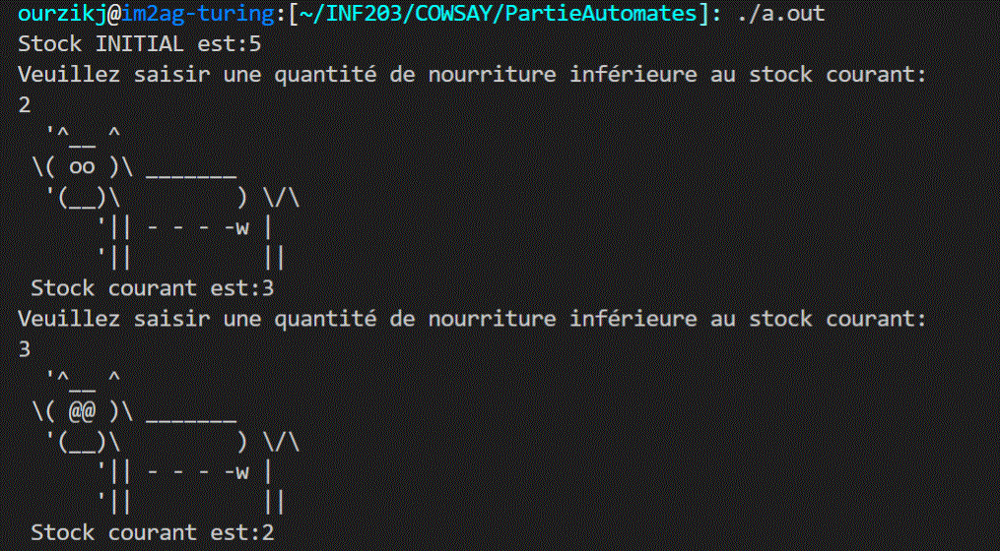 ourzikj@im2ag-turing:[~/INF203/COWSAY/PartieAutomates]: ./a.out
Stock INITIAL est:5
Veuillez saisir une quantité de nourriture inférieure au stock courant:
2
  '^__ ^
 \( oo )\ _______
  '(__)\         ) \/\
      '|| - - - -w |
      '||          ||
 Stock courant est:3
Veuillez saisir une quantité de nourriture inférieure au stock courant:
3
  '^__ ^
 \( @@ )\ _______
  '(__)\         ) \/\
      '|| - - - -w |
      '||          ||
 Stock courant est:2